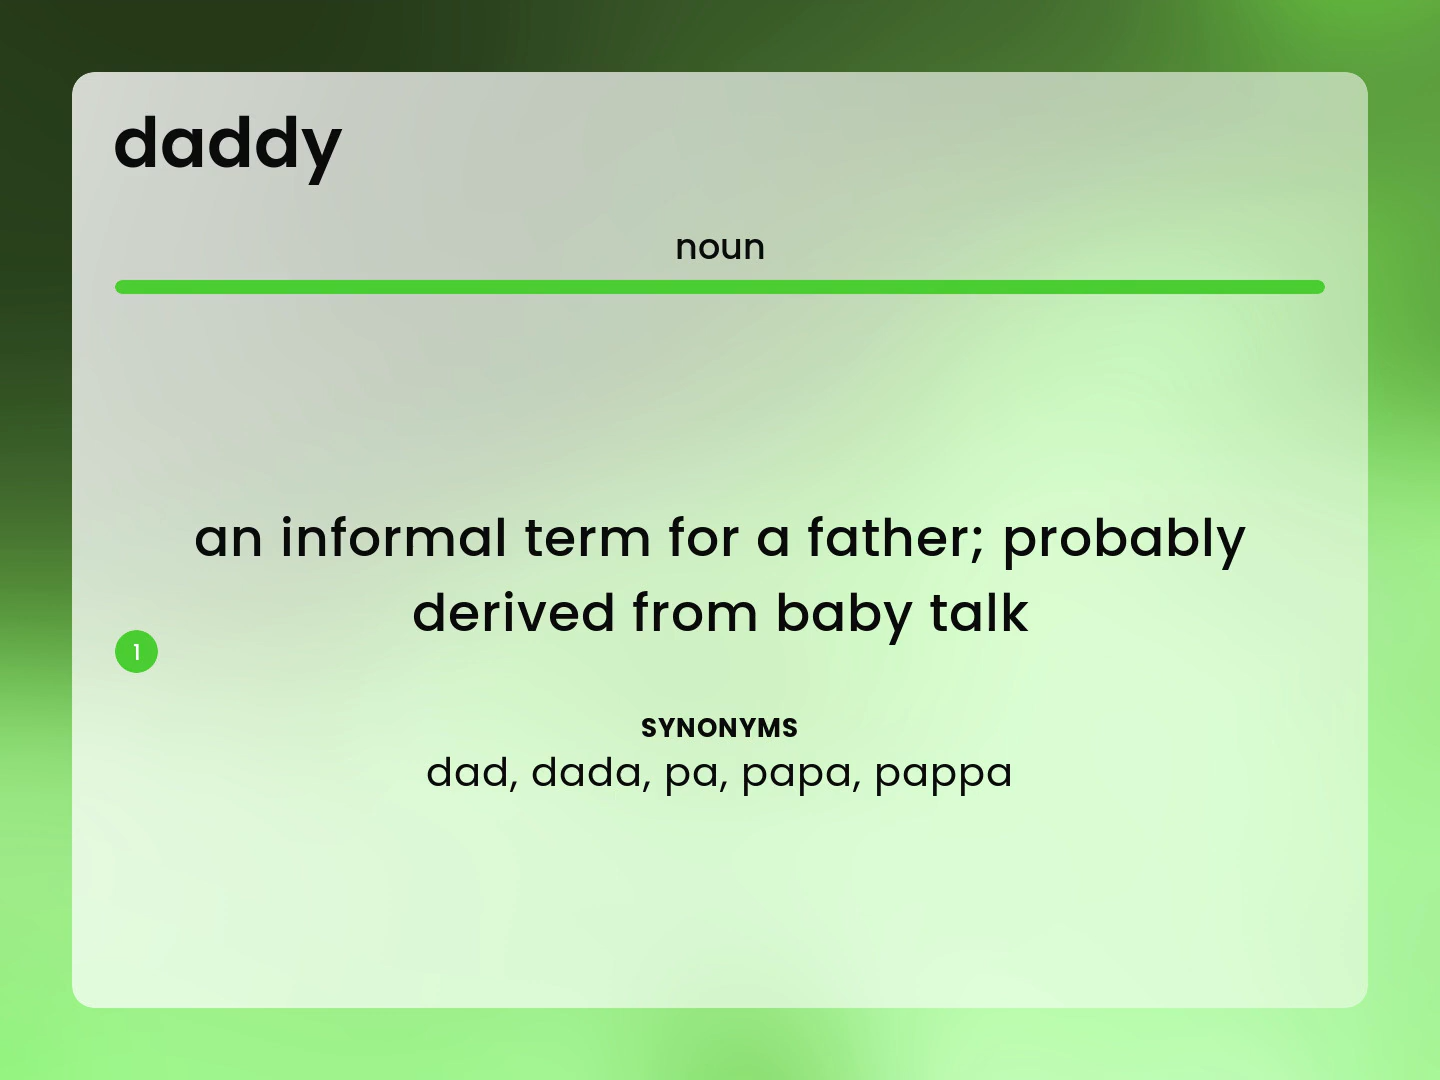 daddy
noun
an informal term for a father; probably
derived from baby talk
1
SYNONYMS
dad, dada, pa, papa, pappa